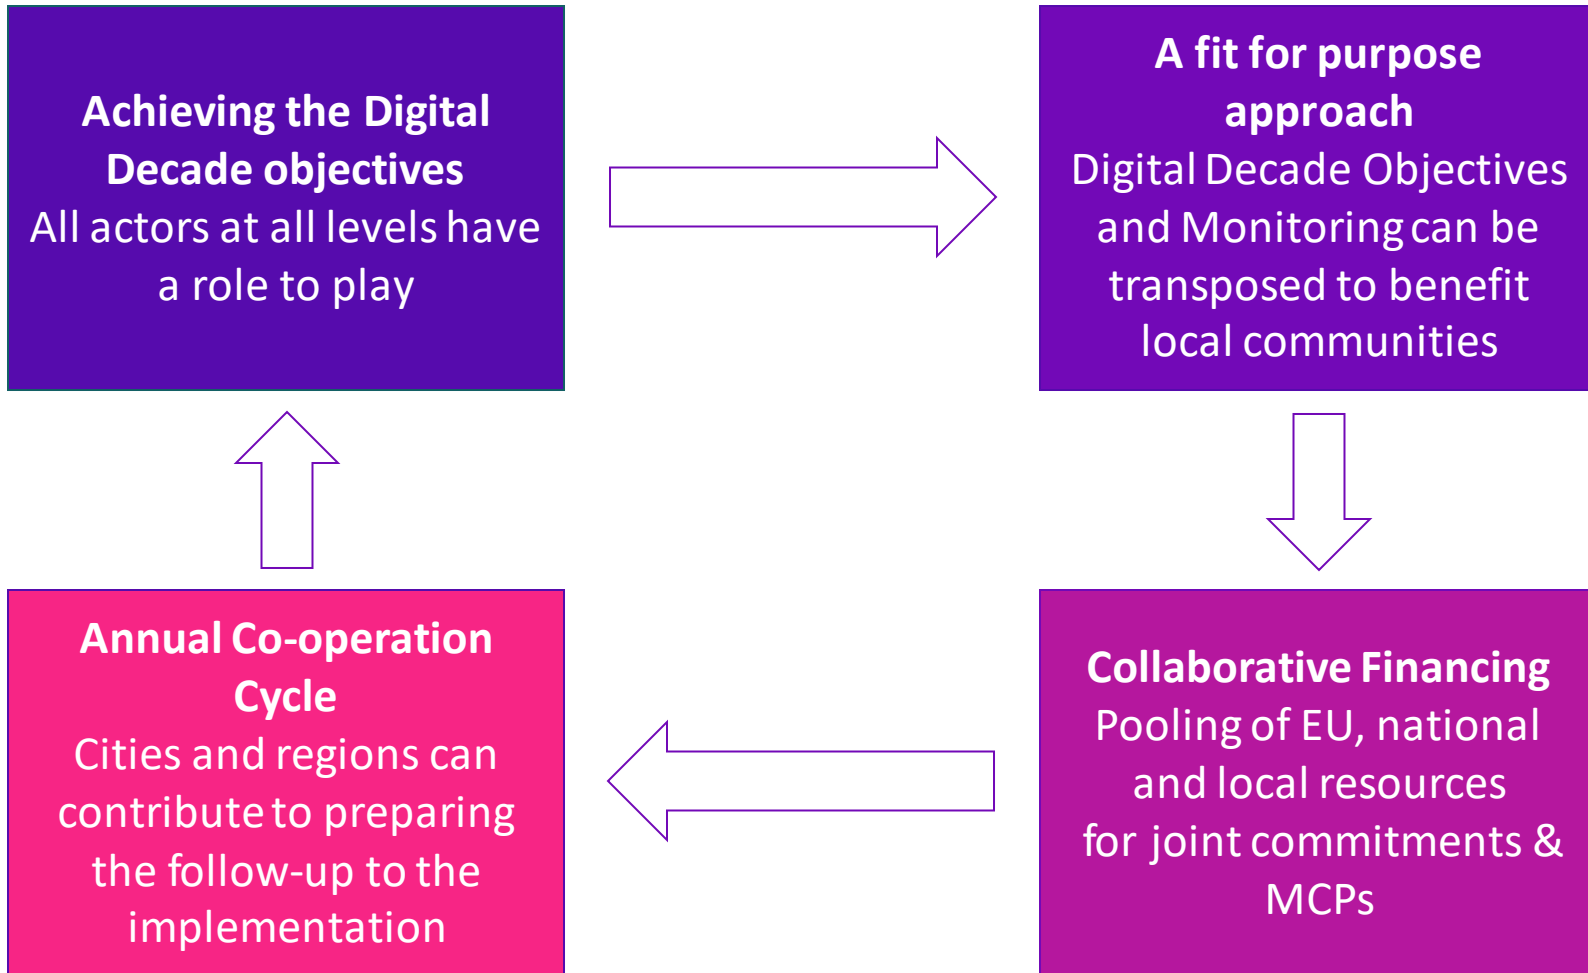 Achieving the Digital
Decade objectives
All actors at all levels have
a role to play
A fit for purpose
approach
Digital Decade Objectives
and Monitoring can be
transposed to benefit
local communities
Collaborative Financing
Pooling of EU, national
and local resources
for joint commitments &
MCPs
Annual Co-operation
Cycle
Cities and regions can
contribute to preparing
the follow-up to the
implementation